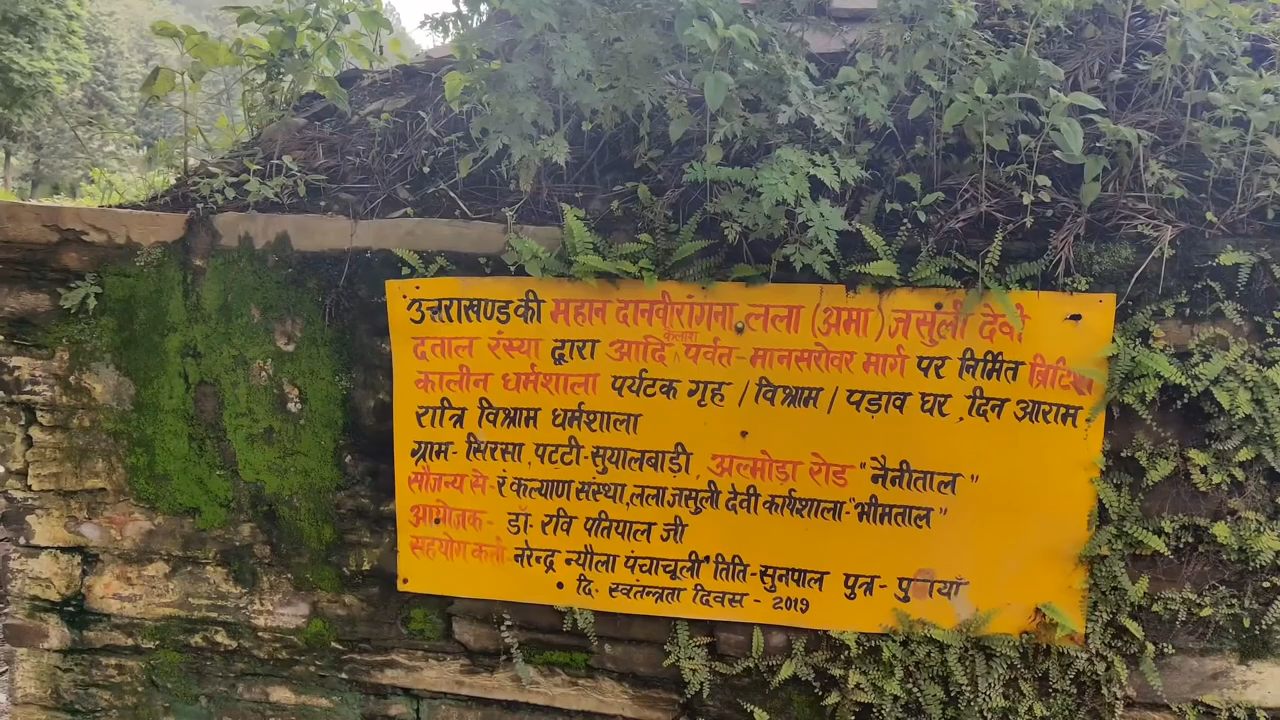 उत्तराखण्ड की महान दानवीरांगना लला (अमा) जसुली देवी
दताल रंस्या द्वारा आदि कैलाश पर्वत-मानसरोवर मार्ग पर निर्मित ब्रिटिश
कालीन धर्मशाला पर्यटक गृह / विश्राम / पड़ाव घर, दिन आराम
रात्रि विश्राम धर्मशाला
ग्राम- सिरसा, पटटी-सुयालबाड़ी, अल्मोड़ा रोड "नैनीताल"
सौजन्य से- रं कल्याण संस्था, लला जसुली देवी कार्यशाला-"भीमताल"
आयोजक- डॉ- रवि पतिपाल जी
सहयोग कर्ता- नरेन्द्र न्यौला पंचाचूली तिति-सुनपाल पुत्र-
• दि. स्वंतन्त्रता दिवस - 2019